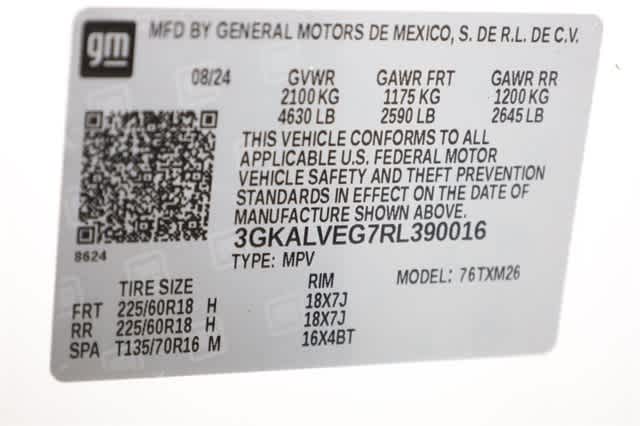 gm
MFD BY GENERAL MOTORS DE MEXICO, S. DE R.L. DE C.V.
08/24 GVWR GAWR FRT GAWR RR
2100 KG 1175 KG 1200 KG
4630 LB 2590 LB 2645 LB
THIS VEHICLE CONFORMS TO ALL
APPLICABLE U.S. FEDERAL MOTOR
VEHICLE SAFETY AND THEFT PREVENTION
STANDARDS IN EFFECT ON THE DATE OF
MANUFACTURE SHOWN ABOVE.
3GKALVEG7RL390016
8624
TYPE: MPV MODEL: 76TXM26
TIRE SIZE RIM
FRT 225/60R18 H 18X7J
RR 225/60R18 H 18X7J
SPA T135/70R16 M 16X4BT